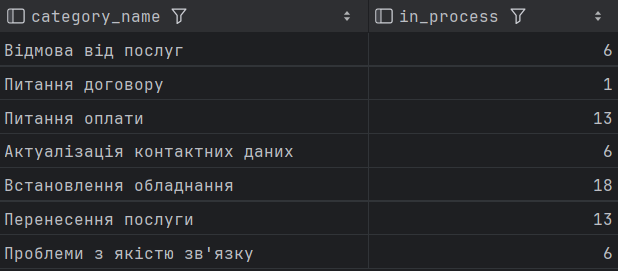 category_name in_process
Відмова від послуг 6
Питання договору 1
Питання оплати 13
Актуалізація контактних даних 6
Встановлення обладнання 18
Перенесення послуги 13
Проблеми з якістю зв'язку 6